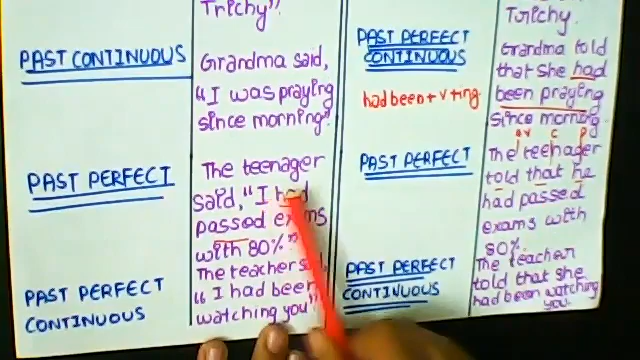 Trichy".
PAST CONTINUOUS
Grandma said,
"I was praying
since morning".
PAST PERFECT
The teenager
said, "I had
passed exams
with 80%."
PAST PERFECT
CONTINUOUS
The teacher said,
"I had been
watching you"
PAST PERFECT
CONTINUOUS
had been + v + ing.
Trichy.
Grandma told
that she had
been praying
since morning.
PAST PERFECT
The teenager
told that he
had passed
exams with
80%.
PAST PERFECT
CONTINUOUS
The teacher
told that she
had been watching
you.